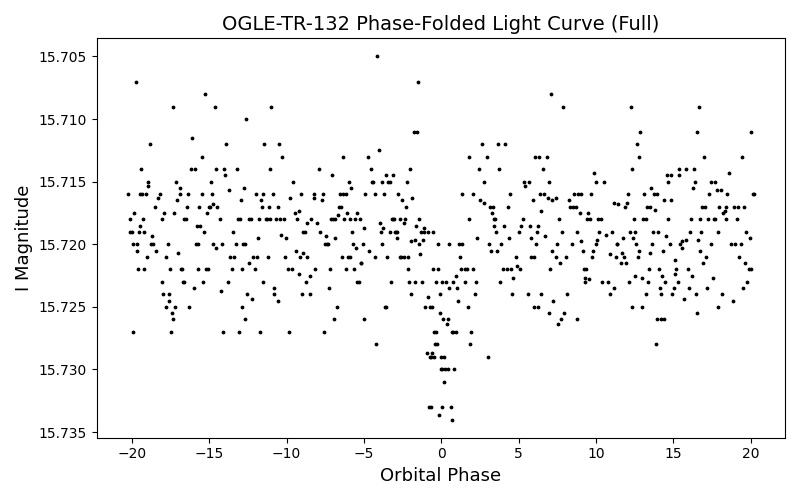 OGLE-TR-132 Phase-Folded Light Curve (Full)
I Magnitude
15.705
15.710
15.715
15.720
15.725
15.730
15.735
−20 −15 −10 −5 0 5 10 15 20
Orbital Phase